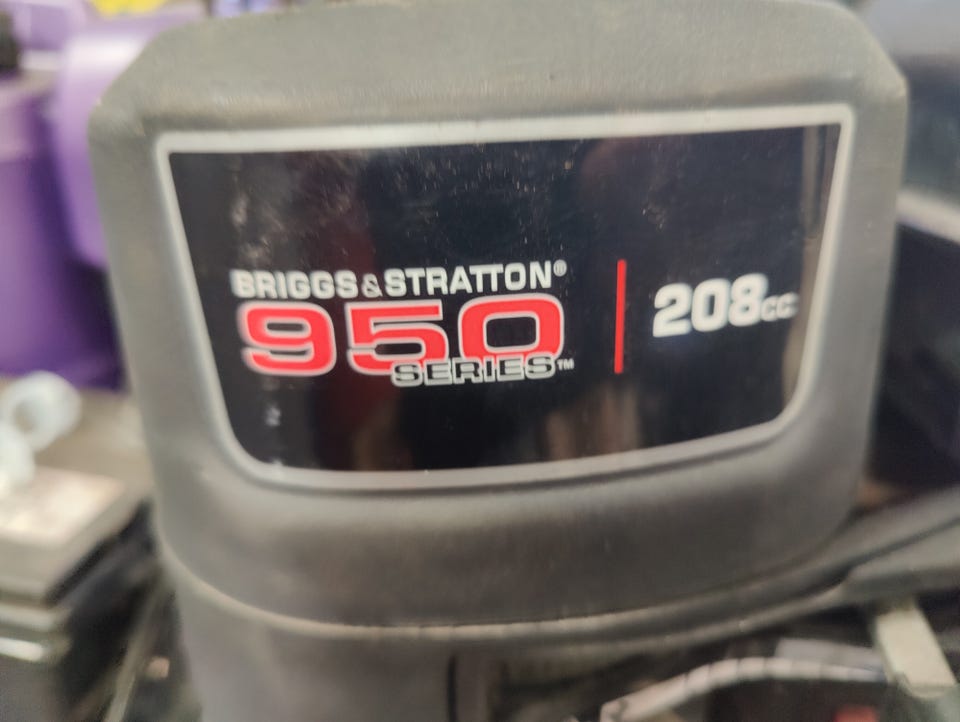 BRIGGS & STRATTON®
950
SERIES™
208cc